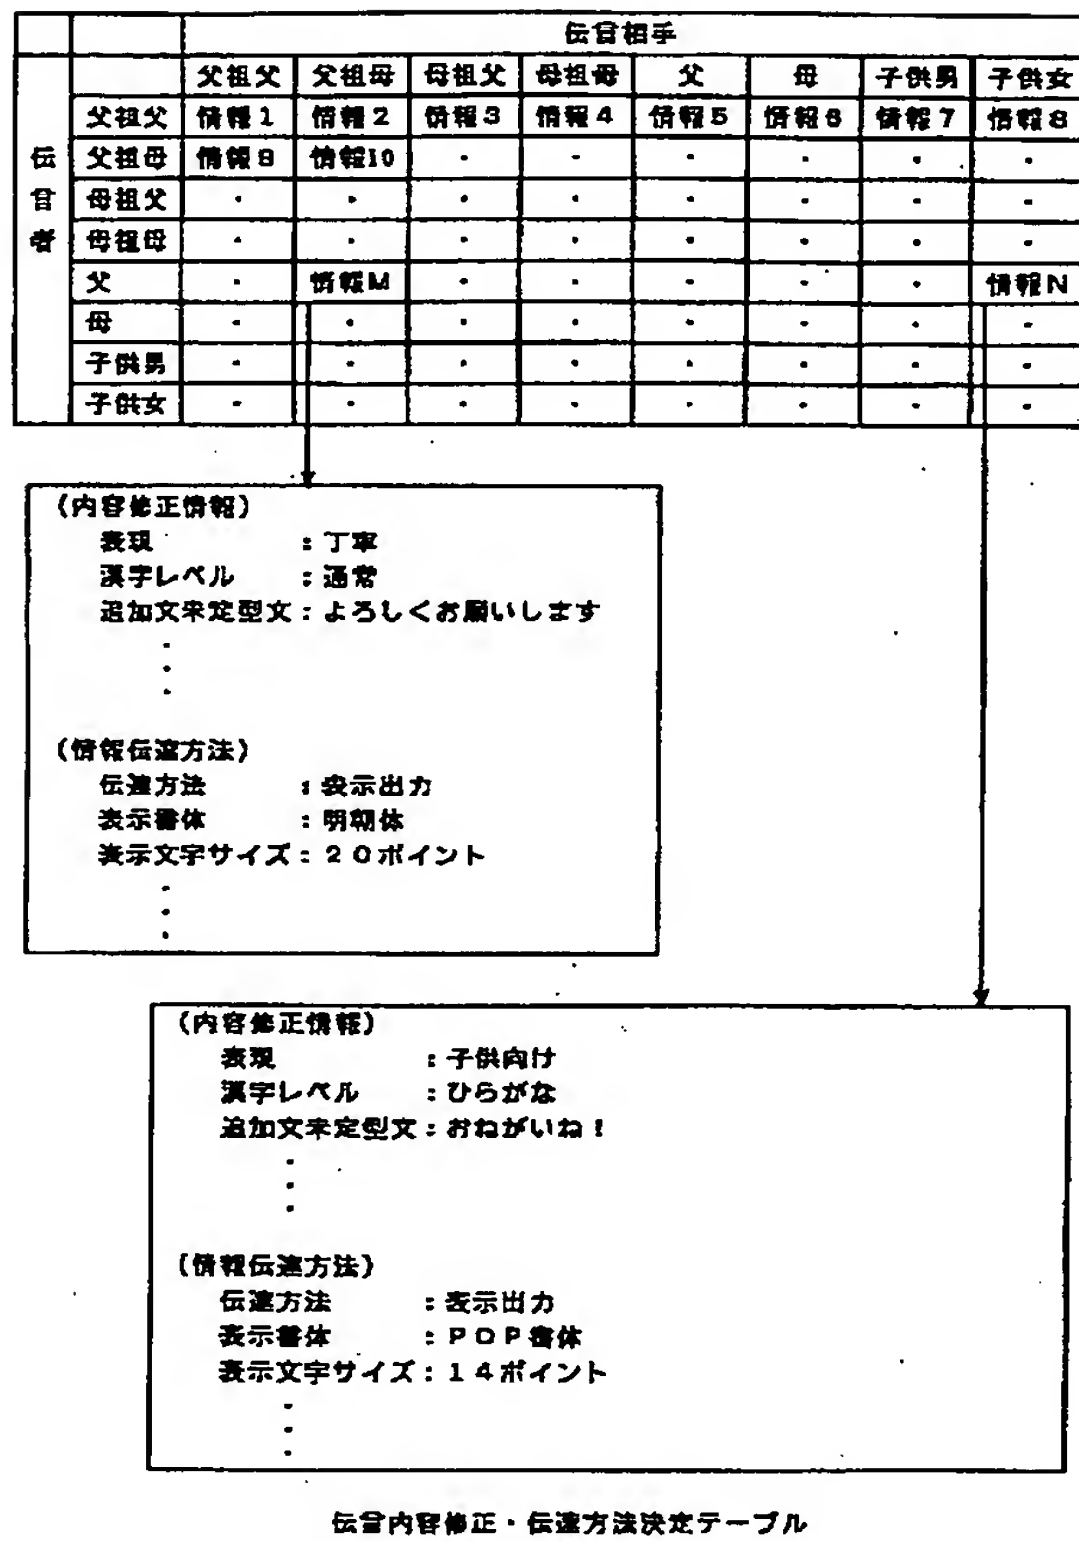 伝言相手
父祖父 父祖母 母祖父 母祖母 父 母 子供男 子供女
父祖父 情報1 情報2 情報3 情報4 情報5 情報6 情報7 情報8
伝言者
父祖母 情報9 情報10 ・ ・ ・ ・ ・ ・
母祖父 ・ ・ ・ ・ ・ ・ ・ ・
母祖母 ・ ・ ・ ・ ・ ・ ・ ・
父 ・ 情報M ・ ・ ・ ・ ・ 情報N
母 ・ ・ ・ ・ ・ ・ ・ ・
子供男 ・ ・ ・ ・ ・ ・ ・ ・
子供女 ・ ・ ・ ・ ・ ・ ・ ・
(内容修正情報)
表現 :丁寧
漢字レベル :通常
追加文末定型文:よろしくお願いします
・
・
・
(情報伝達方法)
伝達方法 :表示出力
表示書体 :明朝体
表示文字サイズ:20ポイント
・
・
・
(内容修正情報)
表現 :子供向け
漢字レベル :ひらがな
追加文末定型文:おねがいね!
・
・
・
(情報伝達方法)
伝達方法 :表示出力
表示書体 :POP書体
表示文字サイズ:14ポイント
・
・
・
伝言内容修正・伝達方法決定テーブル